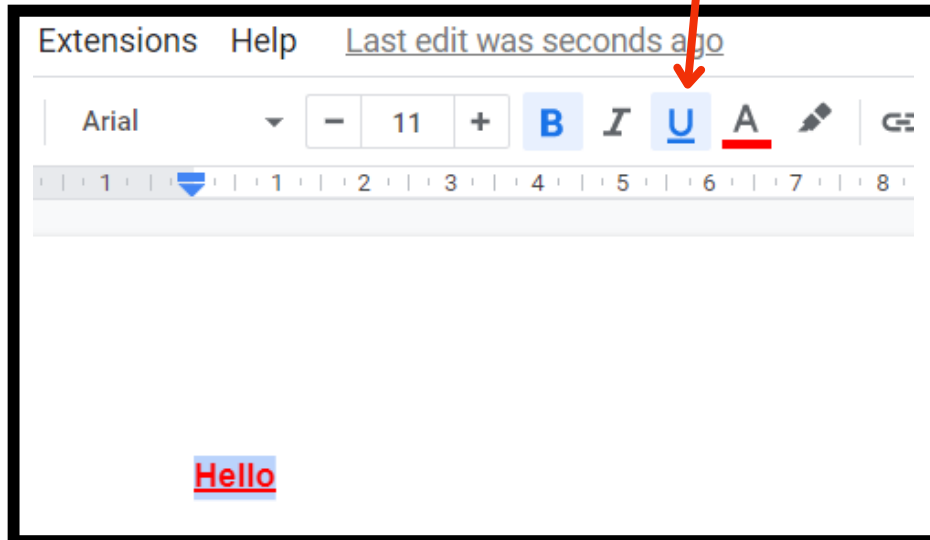 Extensions Help Last edit was seconds ago
Arial − 11 + B I U A
1 1 2 3 4 5 6 7 8
Hello